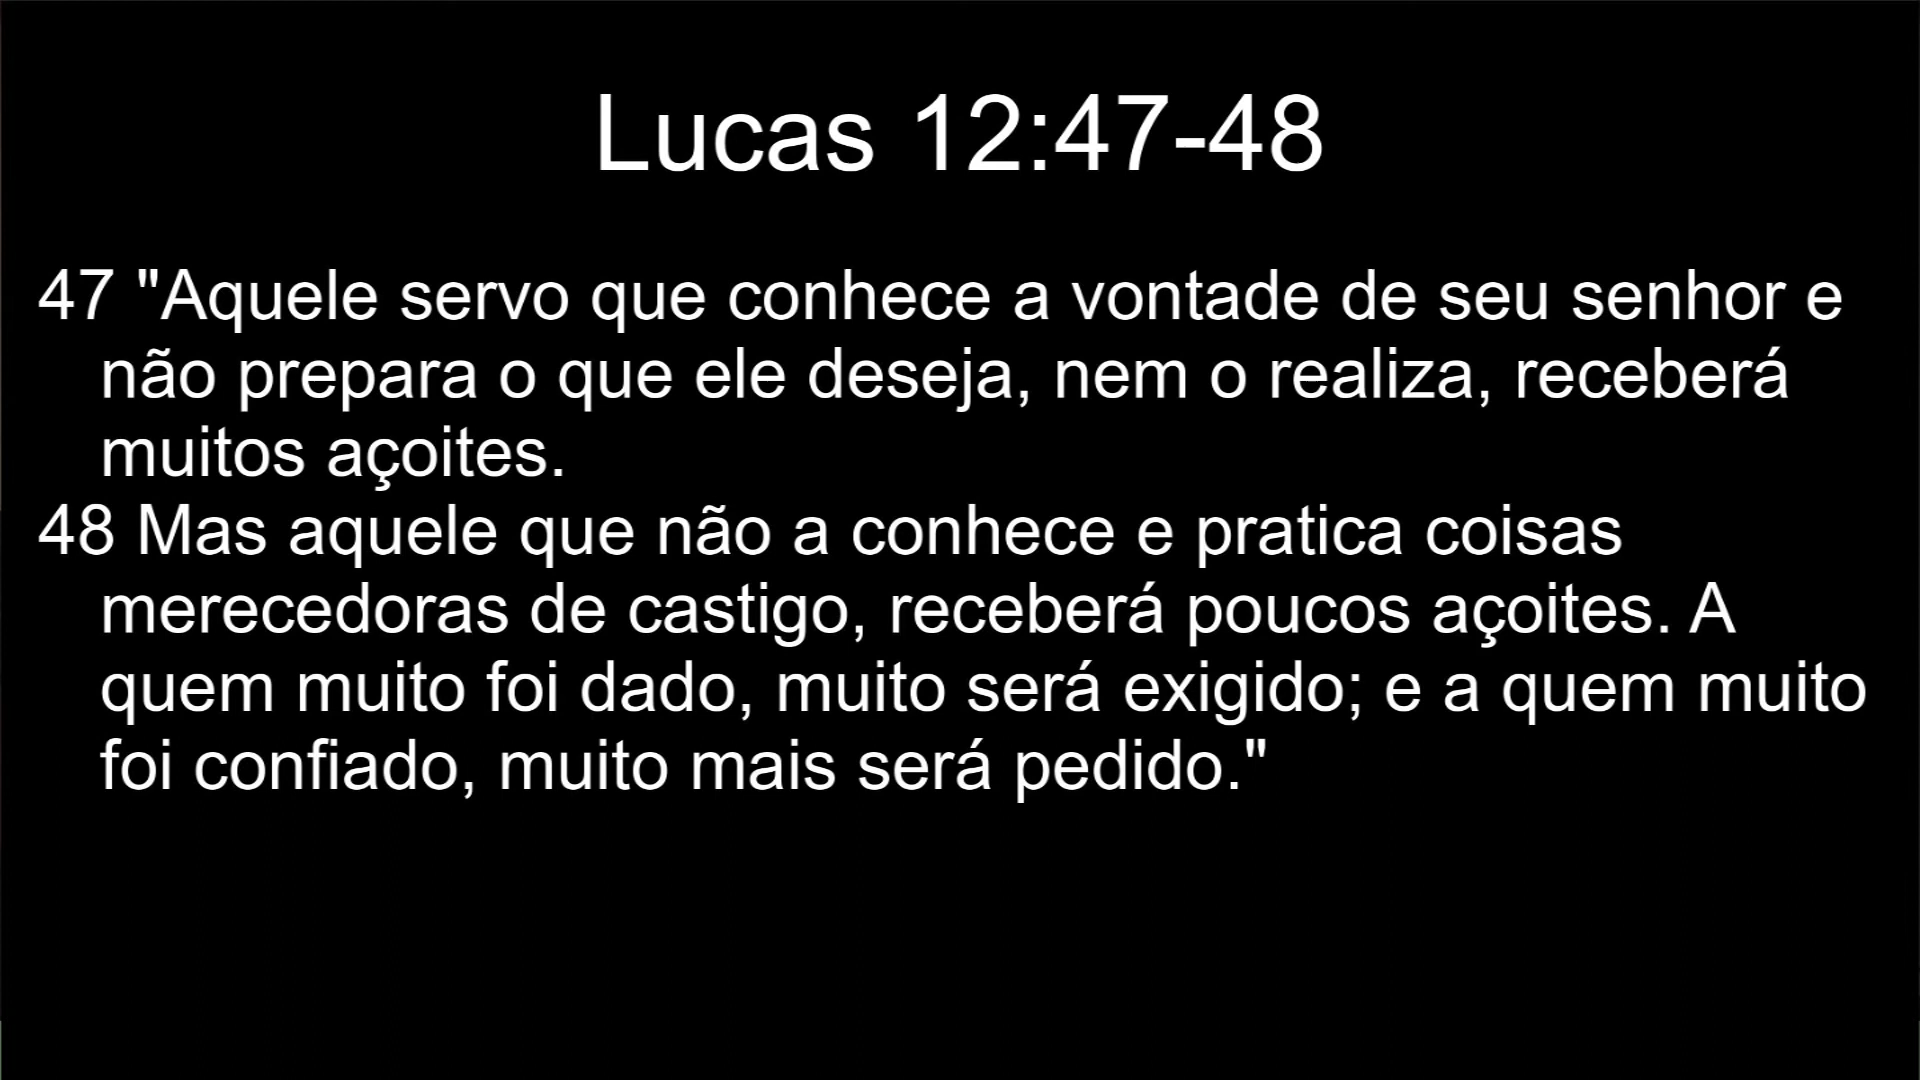 Lucas 12:47-48
47 "Aquele servo que conhece a vontade de seu senhor e
não prepara o que ele deseja, nem o realiza, receberá
muitos açoites.
48 Mas aquele que não a conhece e pratica coisas
merecedoras de castigo, receberá poucos açoites. A
quem muito foi dado, muito será exigido; e a quem muito
foi confiado, muito mais será pedido."